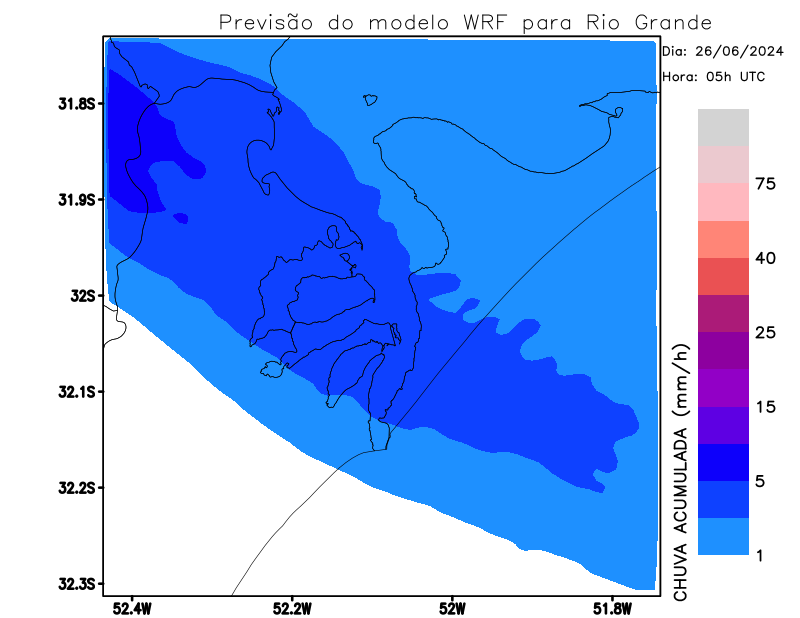 Previsão do modelo WRF para Rio Grande
Dia: 26/06/2024
Hora: 05h UTC
31.8S
31.9S
32S
32.1S
32.2S
32.3S
52.4W
52.2W
52W
51.8W
75
40
25
15
5
1
CHUVA ACUMULADA (mm/h)